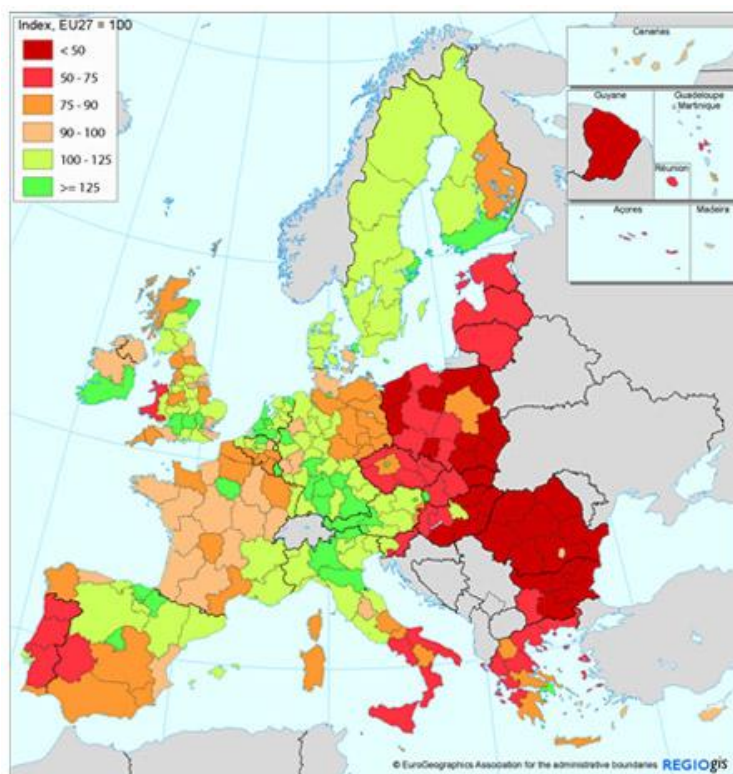 Index, EU27 = 100
< 50
50 - 75
75 - 90
90 - 100
100 - 125
>= 125
Canarias
Guyane
Guadeloupe
Martinique
Réunion
Açores
Madeira
© EuroGeographics Association for the administrative boundaries REGIOgis